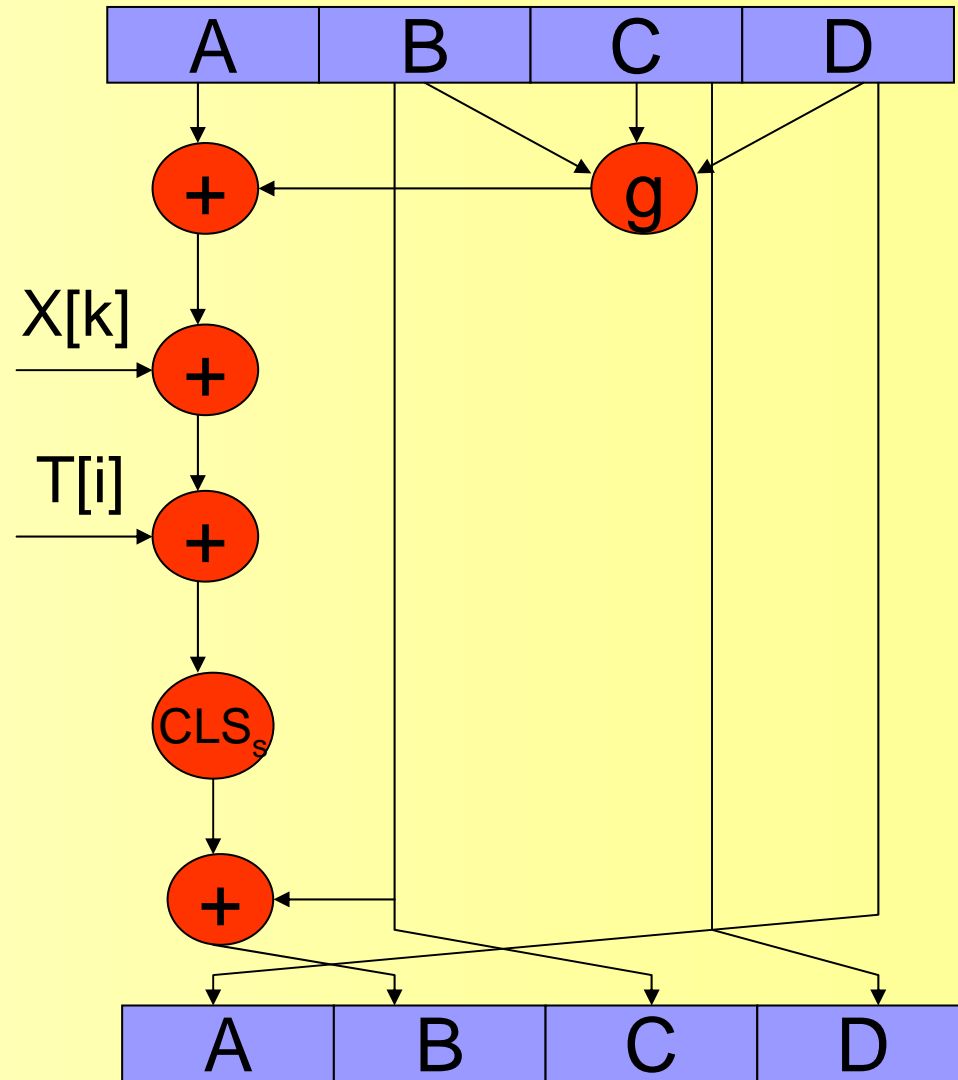 A B C D
+ g
X[k]
+
T[i]
+
CLSs
+
A B C D